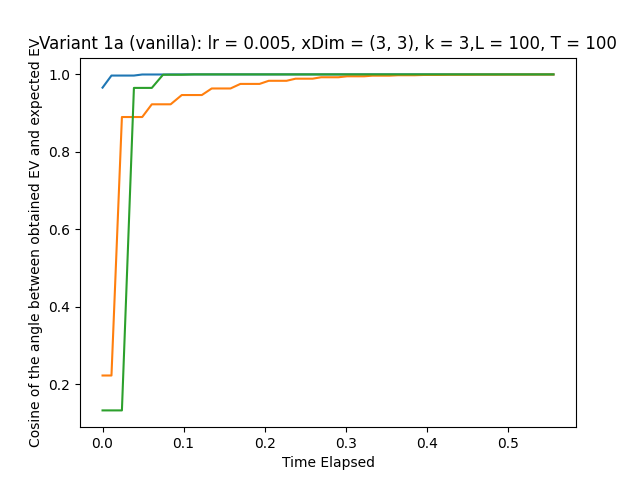 Variant 1a (vanilla): lr = 0.005, xDim = (3, 3), k = 3,L = 100, T = 100
Cosine of the angle between obtained EV and expected EV
1.0
0.8
0.6
0.4
0.2
0.0 0.1 0.2 0.3 0.4 0.5
Time Elapsed